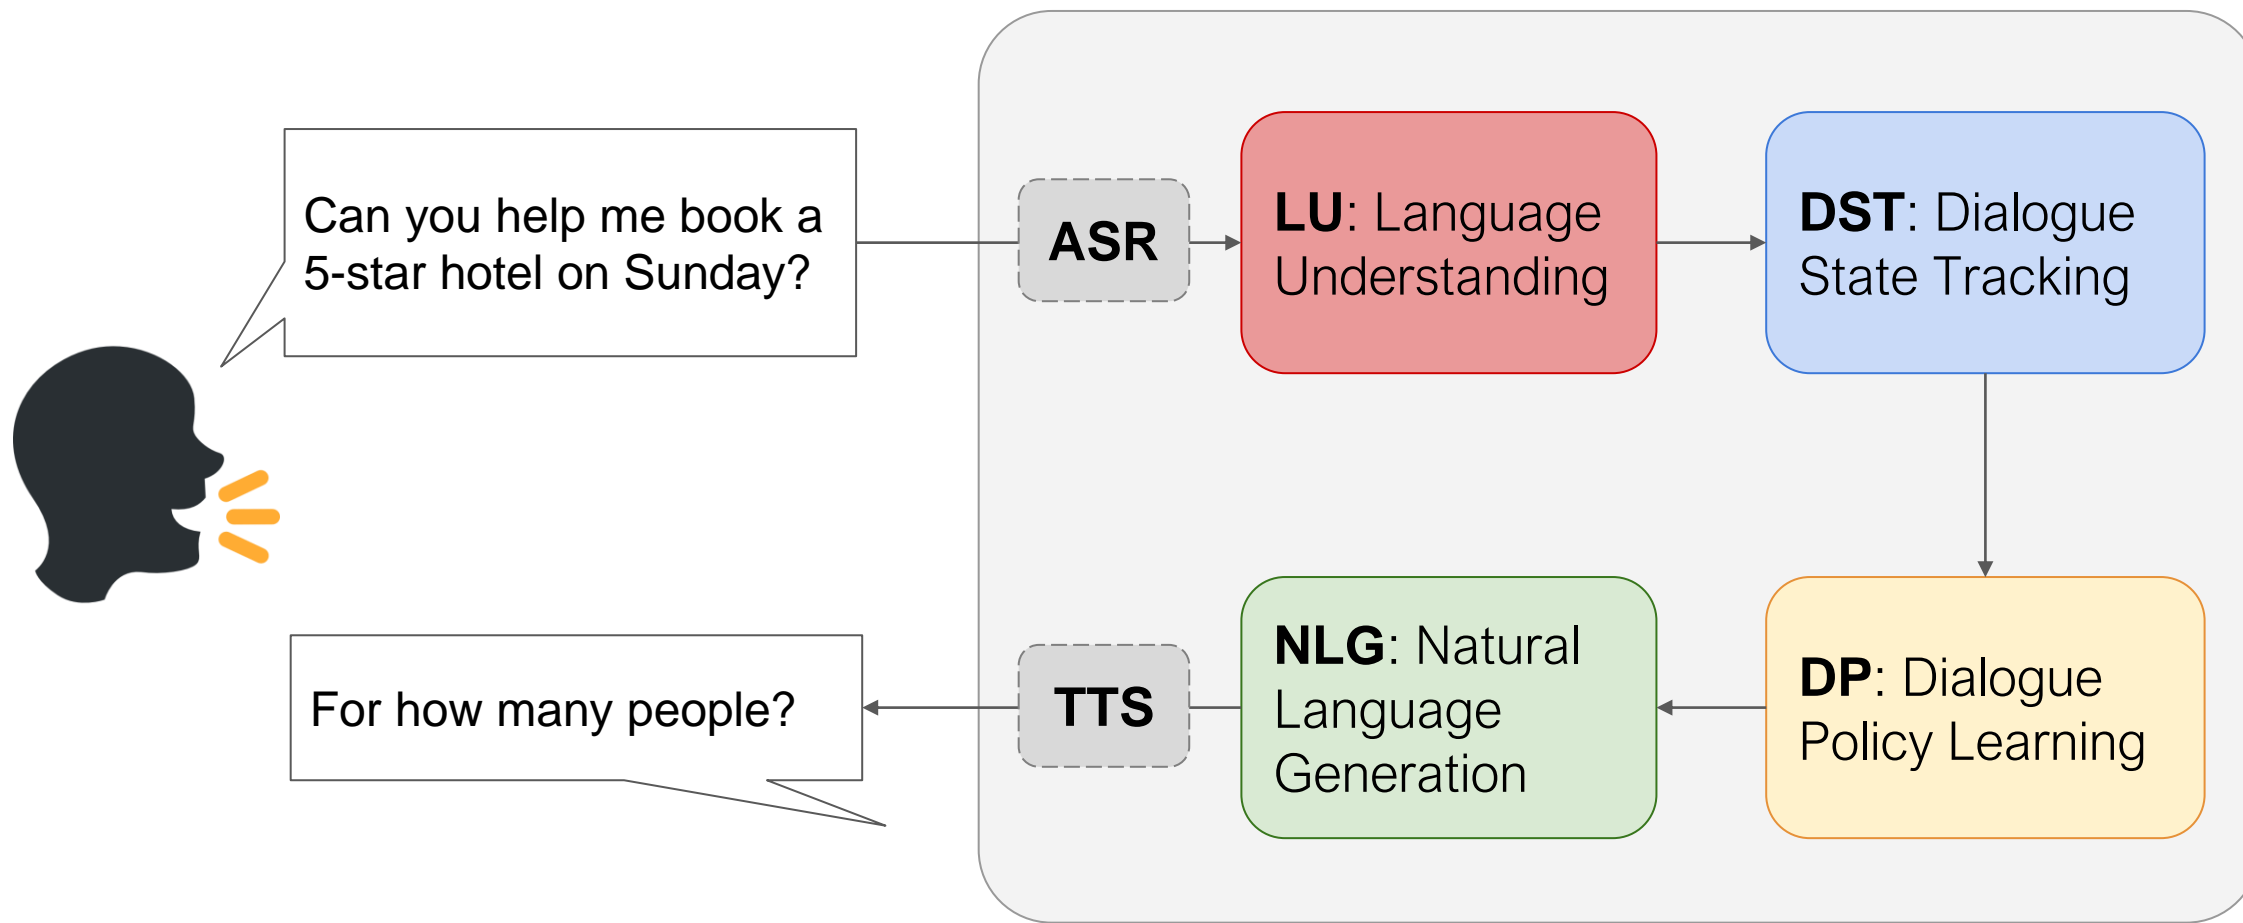 Can you help me book a
5-star hotel on Sunday?
ASR
LU: Language
Understanding
DST: Dialogue
State Tracking
DP: Dialogue
Policy Learning
NLG: Natural
Language
Generation
TTS
For how many people?